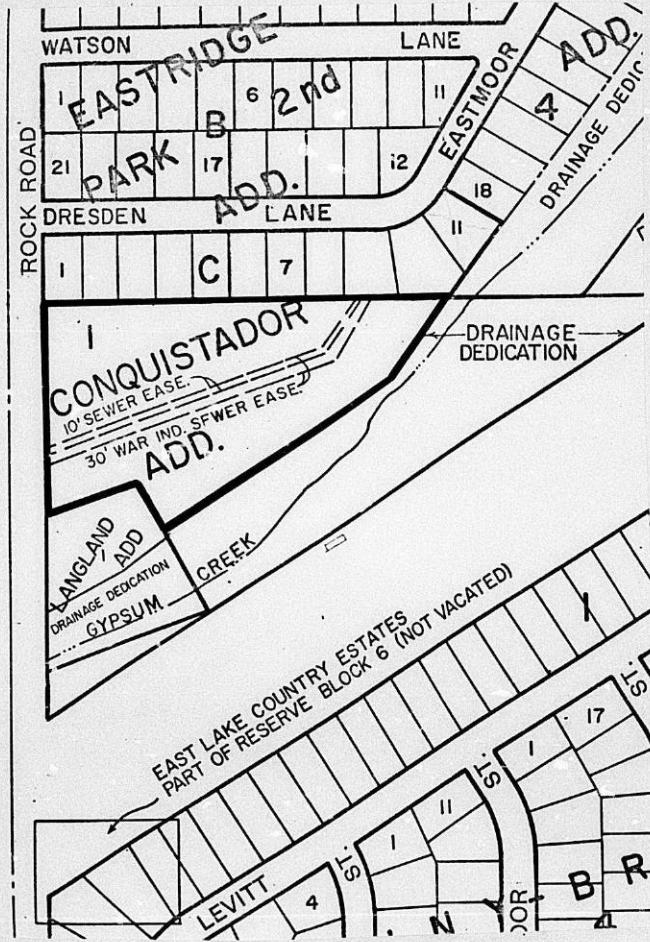 WATSON LANE
EASTRIDGE 2nd
PARK ADD.
1
6
11
B
21
17
12
ROCK ROAD
DRESDEN LANE
EASTMOOR
ADD.
4
18
11
DRAINAGE
1
C
7
1
CONQUISTADOR
ADD.
10' SEWER EASE.
30' WAR IND. SEWER EASE.
DRAINAGE
DEDICATION
LANGLAND
ADD
1
DRAINAGE DEDICATION
GYPSUM CREEK
EAST LAKE COUNTRY ESTATES
PART OF RESERVE BLOCK 6 (NOT VACATED)
1
ST.
17
1
ST.
11
1
ST.
4
LEVITT
N
B R
4